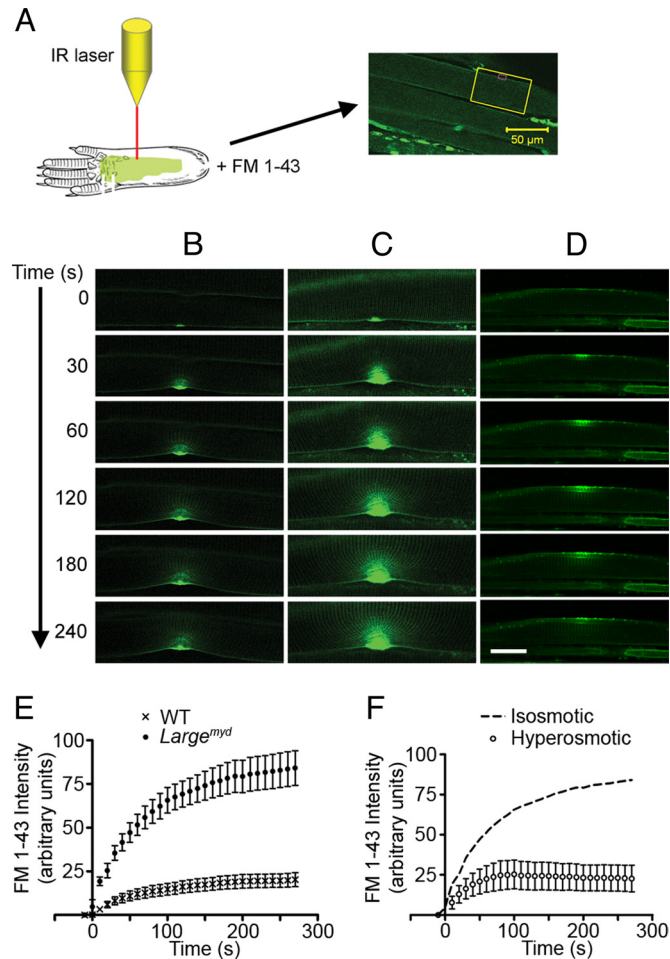 A
IR laser
+ FM 1-43
50 µm
B
C
D
Time (s)
0
30
60
120
180
240
E
× WT
• Large^myd
FM 1-43 Intensity
(arbitrary units)
100
75
50
25
0
100
200
300
Time (s)
F
--- Isosmotic
○ Hyperosmotic
FM 1-43 Intensity
(arbitrary units)
100
75
50
25
0
100
200
300
Time (s)